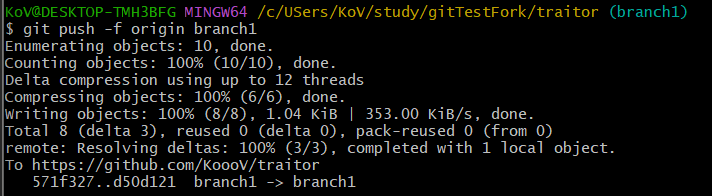 KoV@DESKTOP-TMH3BFG MINGW64 /c/USers/KoV/study/gitTestFork/traitor (branch1)
$ git push -f origin branch1
Enumerating objects: 10, done.
Counting objects: 100% (10/10), done.
Delta compression using up to 12 threads
Compressing objects: 100% (6/6), done.
Writing objects: 100% (8/8), 1.04 KiB | 353.00 KiB/s, done.
Total 8 (delta 3), reused 0 (delta 0), pack-reused 0 (from 0)
remote: Resolving deltas: 100% (3/3), completed with 1 local object.
To https://github.com/KoooV/traitor
   571f327..d50d121  branch1 -> branch1